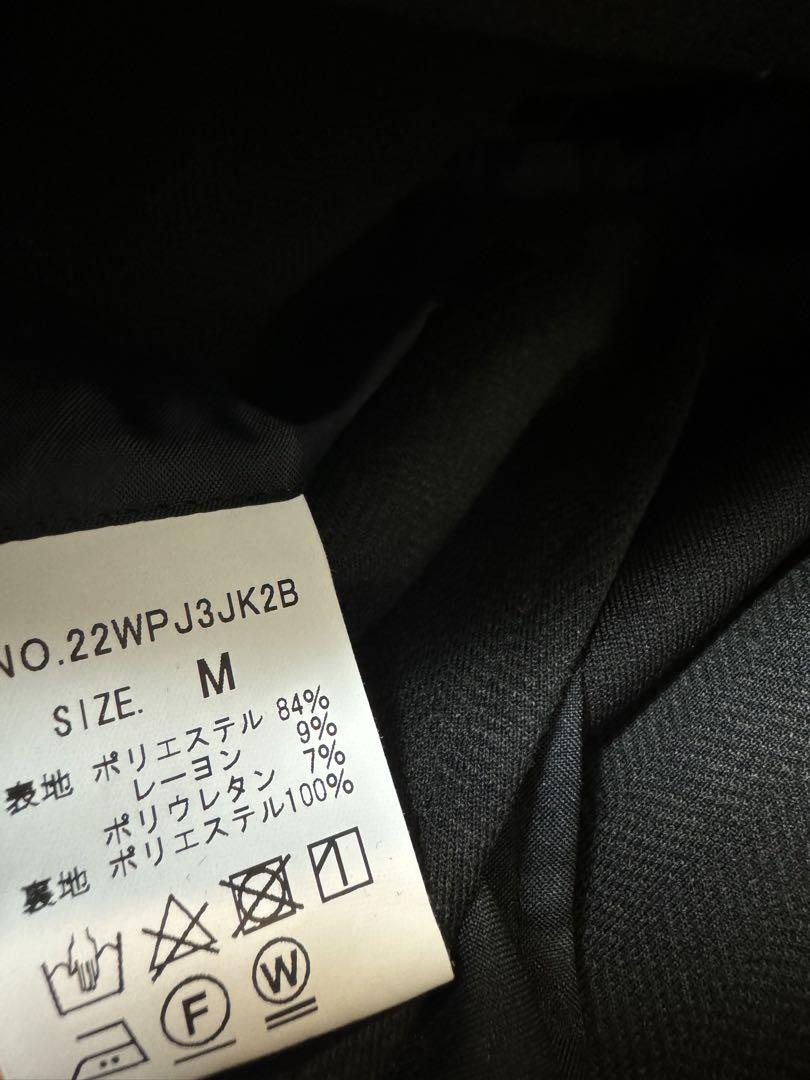 NO.22WPJ3JK2B
SIZE. M
表地 ポリエステル 84%
レーヨン 9%
ポリウレタン 7%
裏地 ポリエステル100%
F W